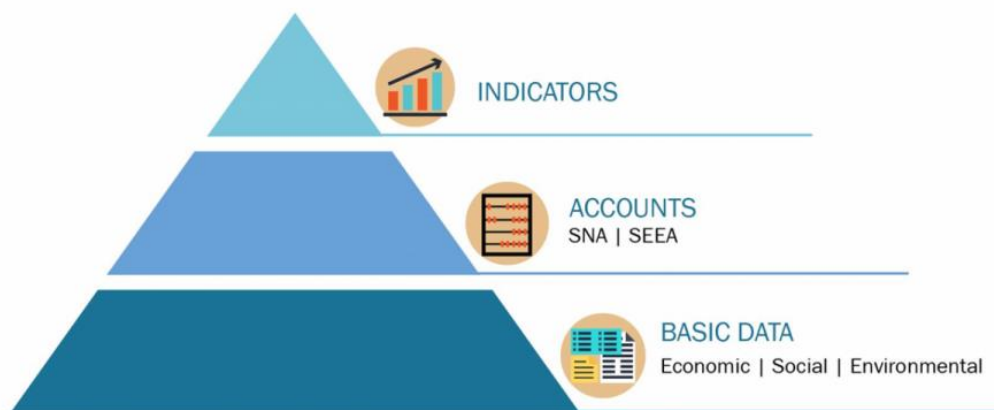 INDICATORS
ACCOUNTS
SNA | SEEA
BASIC DATA
Economic | Social | Environmental